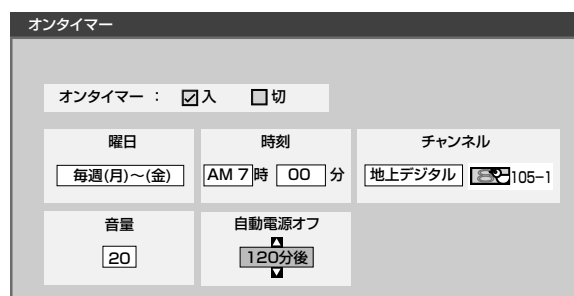 オンタイマー
オンタイマー : 入 切
曜日 時刻 チャンネル
毎週(月)~(金) AM 7 時 00 分 地上デジタル 105-1
音量 自動電源オフ
20 120分後